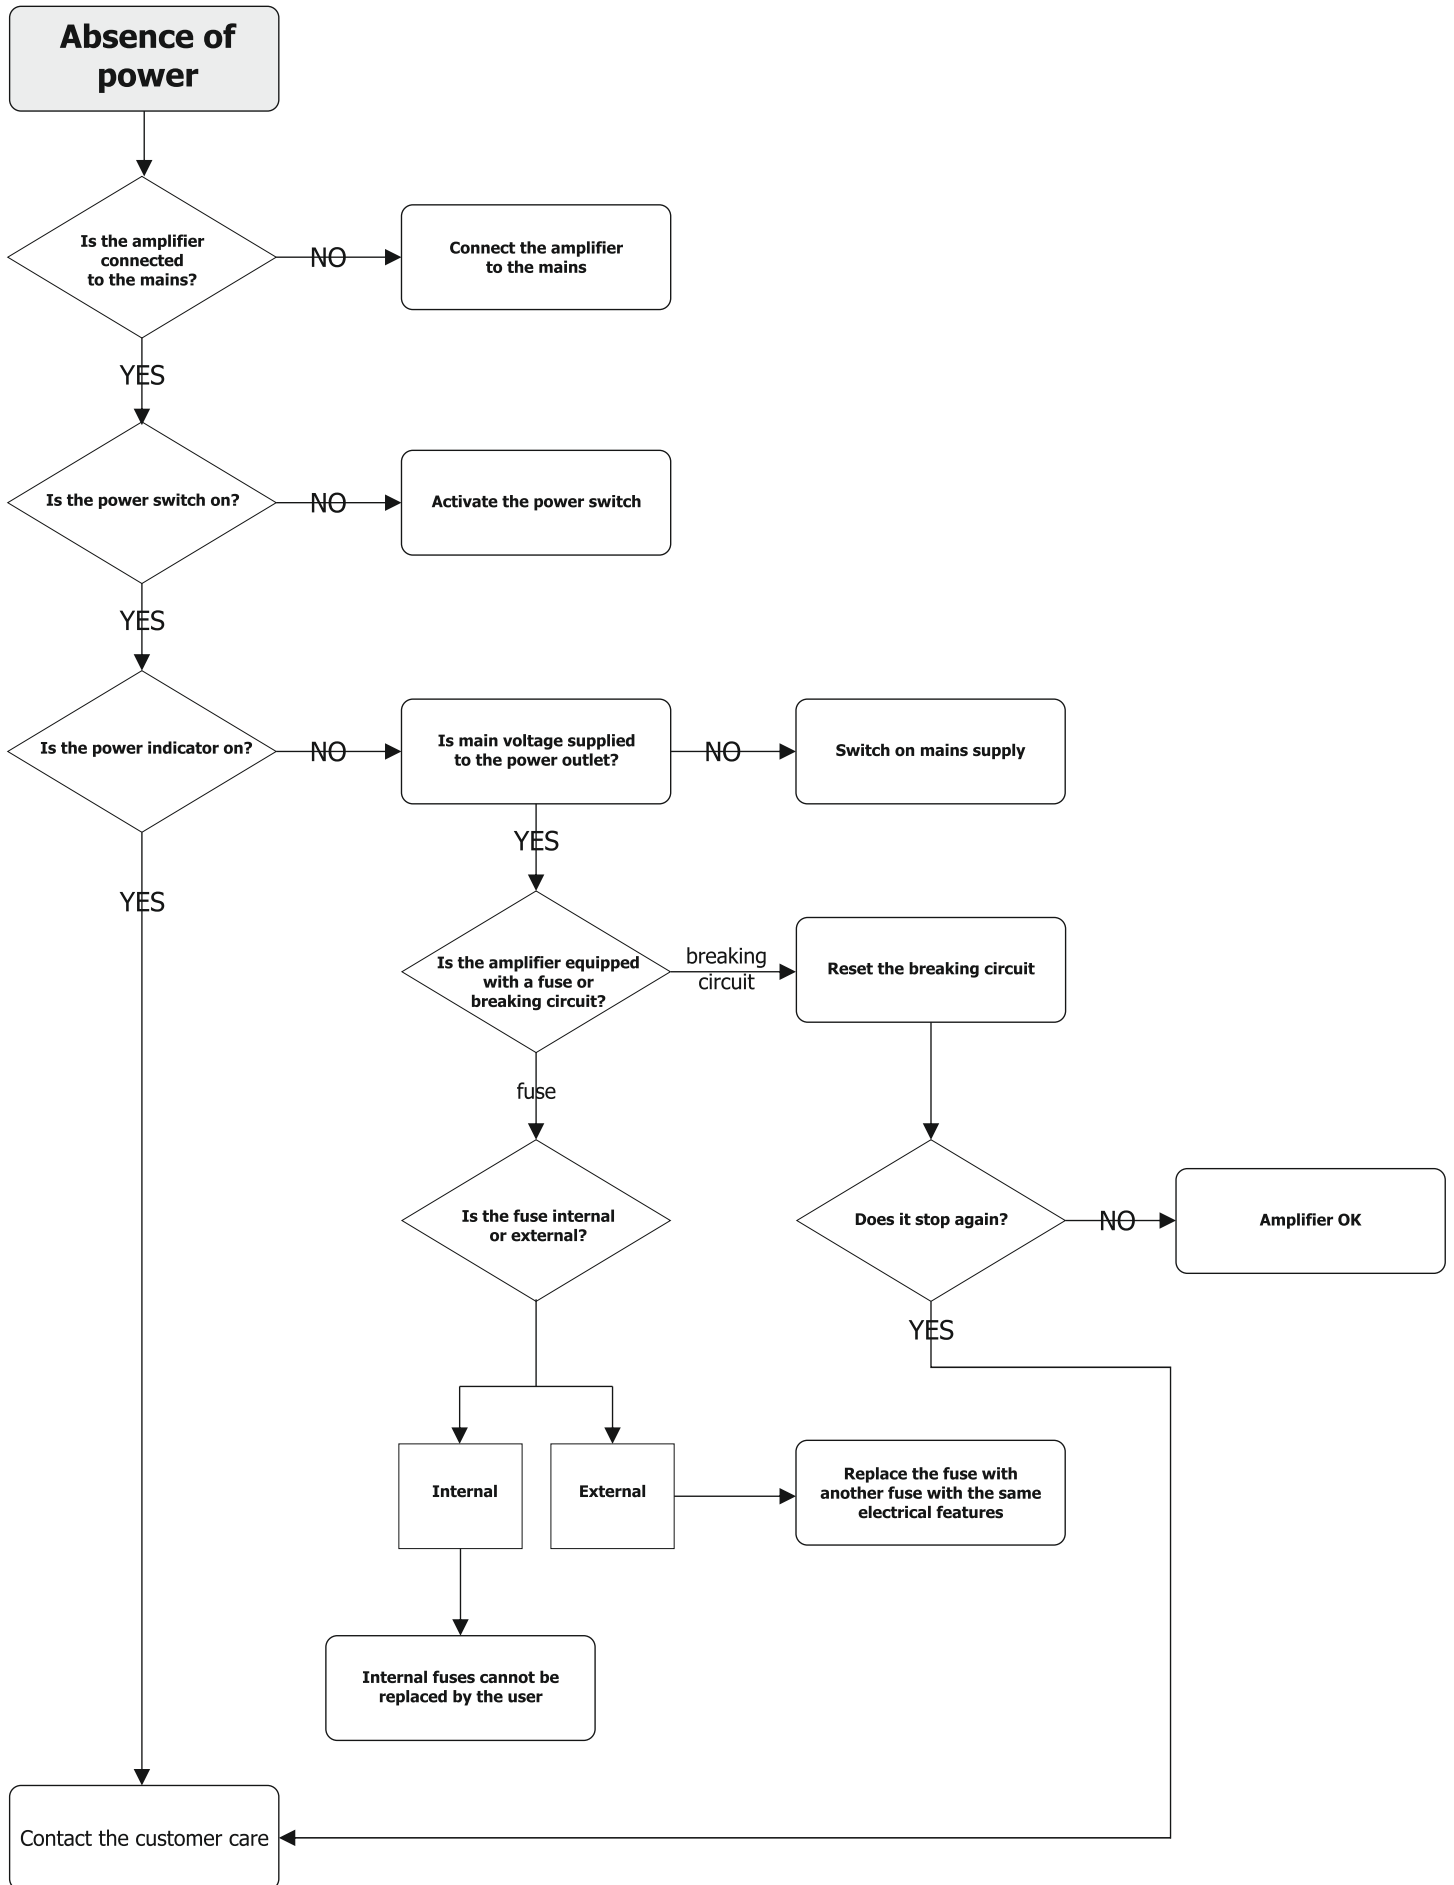 Absence of
power
Is the amplifier
connected
to the mains?
NO
Connect the amplifier
to the mains
YES
Is the power switch on?
NO
Activate the power switch
YES
Is the power indicator on?
NO
Is main voltage supplied
to the power outlet?
NO
Switch on mains supply
YES
YES
Is the amplifier equipped
with a fuse or
breaking circuit?
breaking
circuit
Reset the breaking circuit
fuse
Is the fuse internal
or external?
Does it stop again?
NO
Amplifier OK
YES
Internal
External
Replace the fuse with
another fuse with the same
electrical features
Internal fuses cannot be
replaced by the user
Contact the customer care